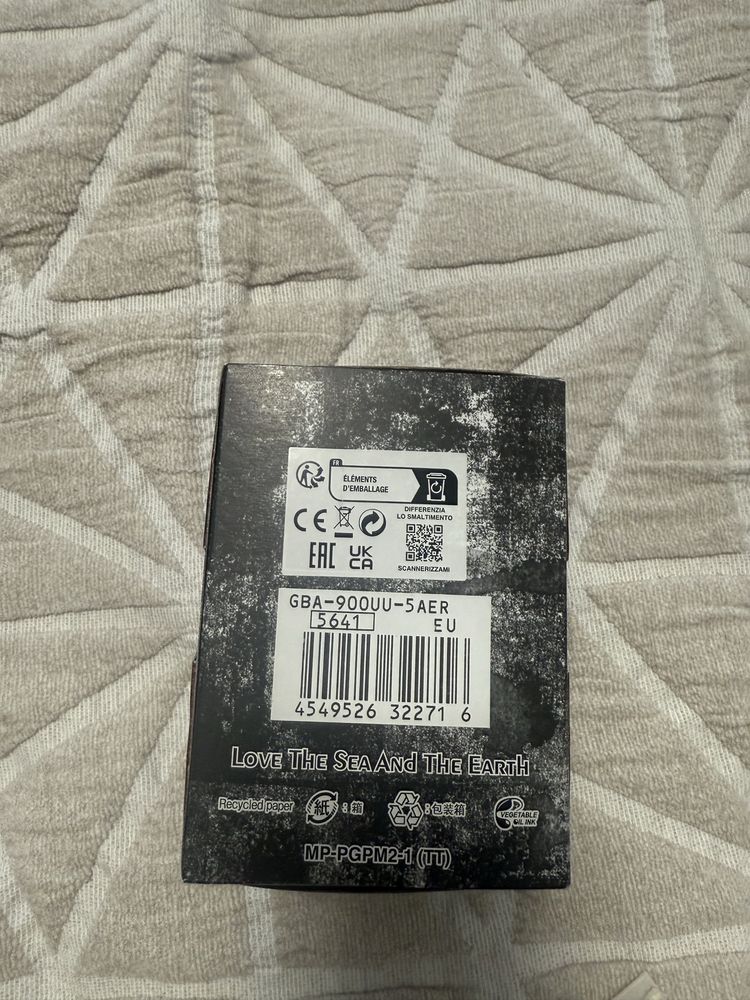 FR
ÉLÉMENTS
D'EMBALLAGE
DIFFERENZIA
LO SMALTIMENTO
CE
EAC
UK
CA
SCANNERIZZAMI
GBA-900UU-5AER
5641 EU
4549526 32271 6
LOVE THE SEA AND THE EARTH
Recycled paper 紙 : 箱 : 包装箱 VEGETABLE
OIL INK
MP-PGPM2-1 (TT)